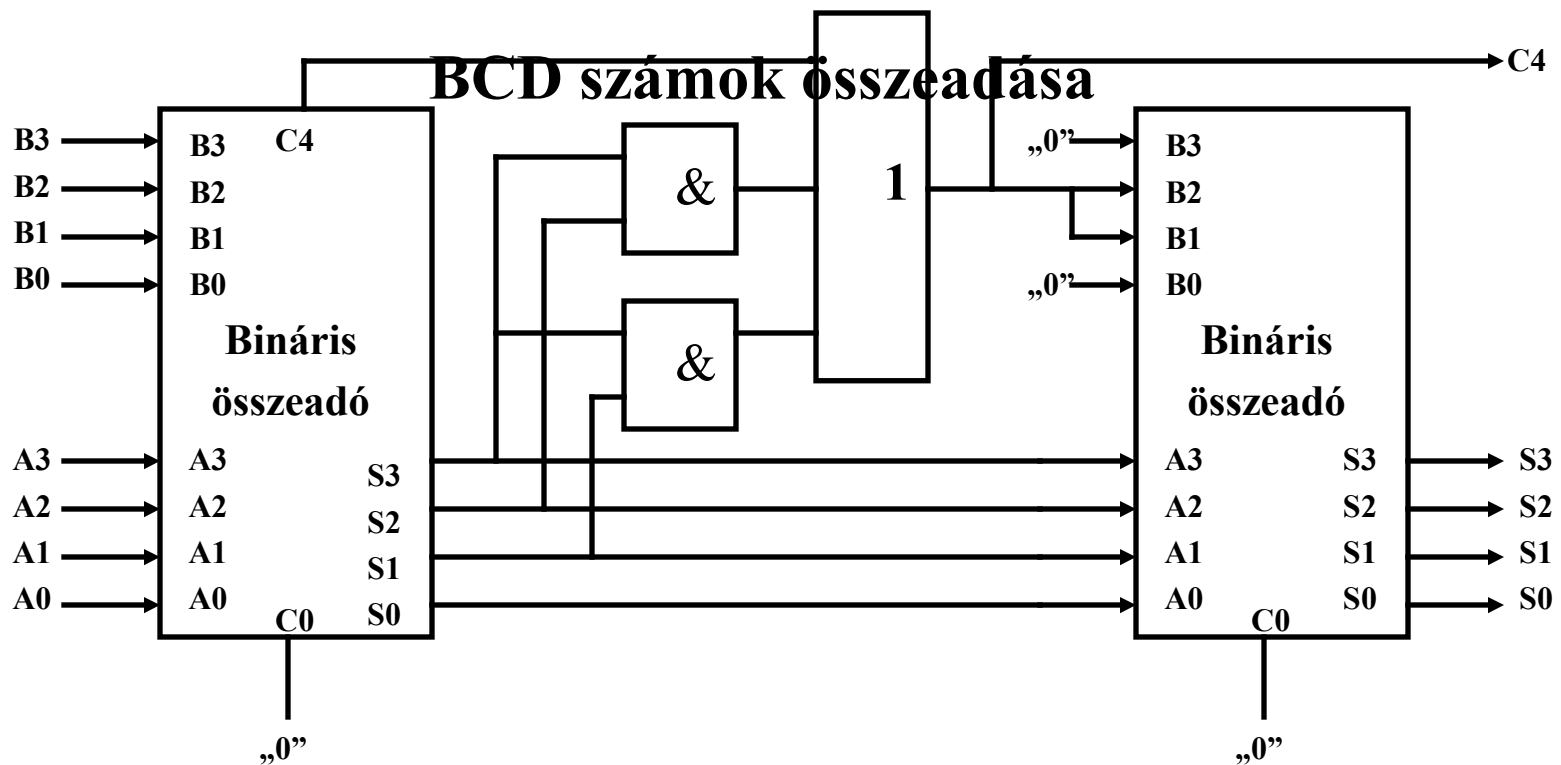 BCD számok összeadása
C4
B3
B2
B1
B0
A3
A2
A1
A0
B3 C4
B2
B1
B0
Bináris
összeadó
A3
A2
A1
A0
S3
S2
S1
S0
C0
„0”
&
&
1
„0”
„0”
B3
B2
B1
B0
Bináris
összeadó
A3
A2
A1
A0
S3
S2
S1
S0
C0
„0”
S3
S2
S1
S0